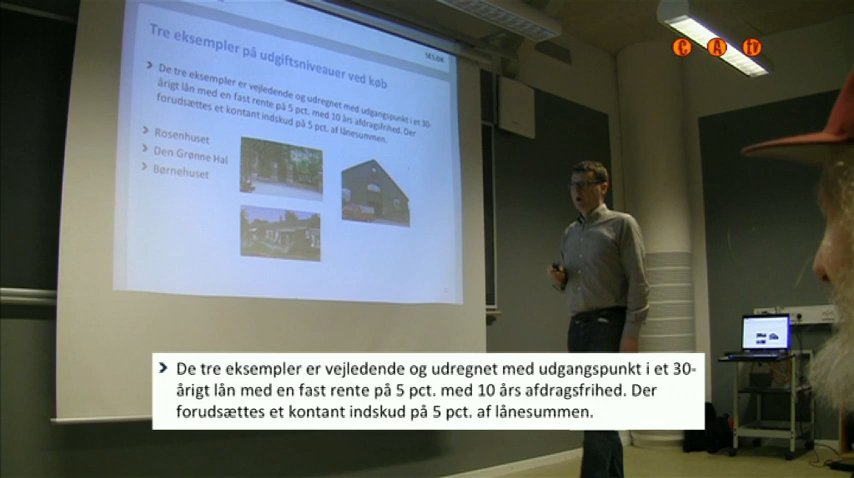 SES.DK
Tre eksempler på udgiftsniveauer ved køb
De tre eksempler er vejledende og udregnet med udgangspunkt i et 30-
årigt lån med en fast rente på 5 pct. med 10 års afdragsfrihed. Der
forudsættes et kontant indskud på 5 pct. af lånesummen.
Rosenhuset
Den Grønne Hal
Børnehuset
C A tv
De tre eksempler er vejledende og udregnet med udgangspunkt i et 30-
årigt lån med en fast rente på 5 pct. med 10 års afdragsfrihed. Der
forudsættes et kontant indskud på 5 pct. af lånesummen.